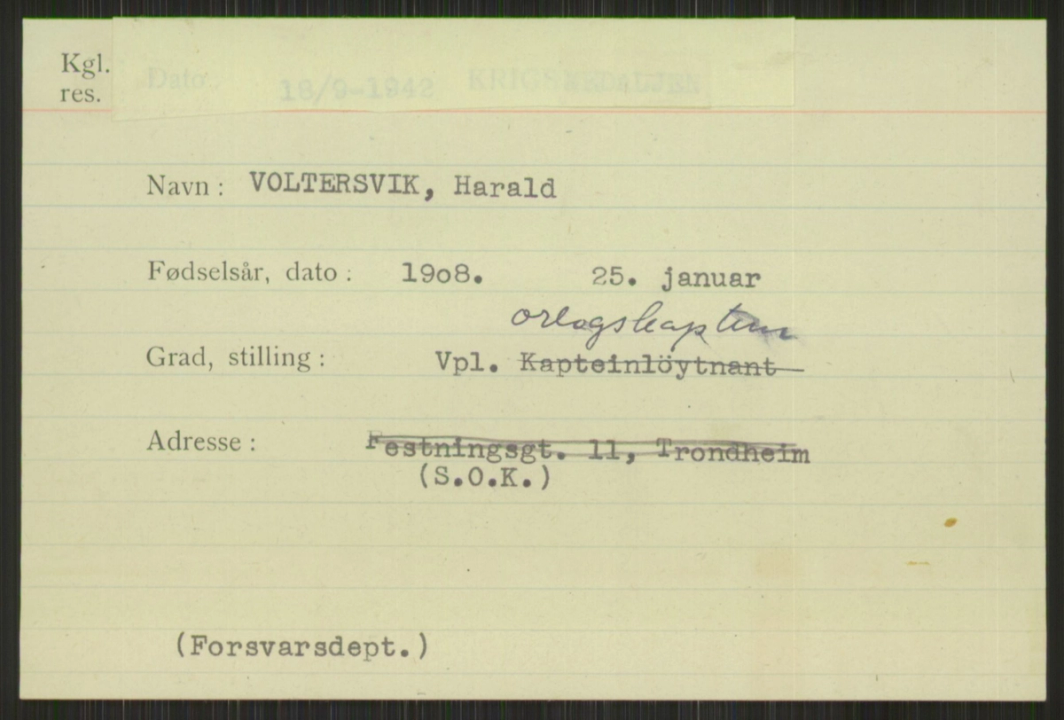 Kgl.
res.
Dato: 18/9-1942 KRIGSMEDALJEN
Navn: VOLTERSVIK, Harald
Fødselsår, dato: 19o8. 25. januar
orlogskaptein
Grad, stilling: Vpl. Kapteinlöytnant
Adresse: Festningsgt. 11, Trondheim
(S.O.K.)
(Forsvarsdept.)